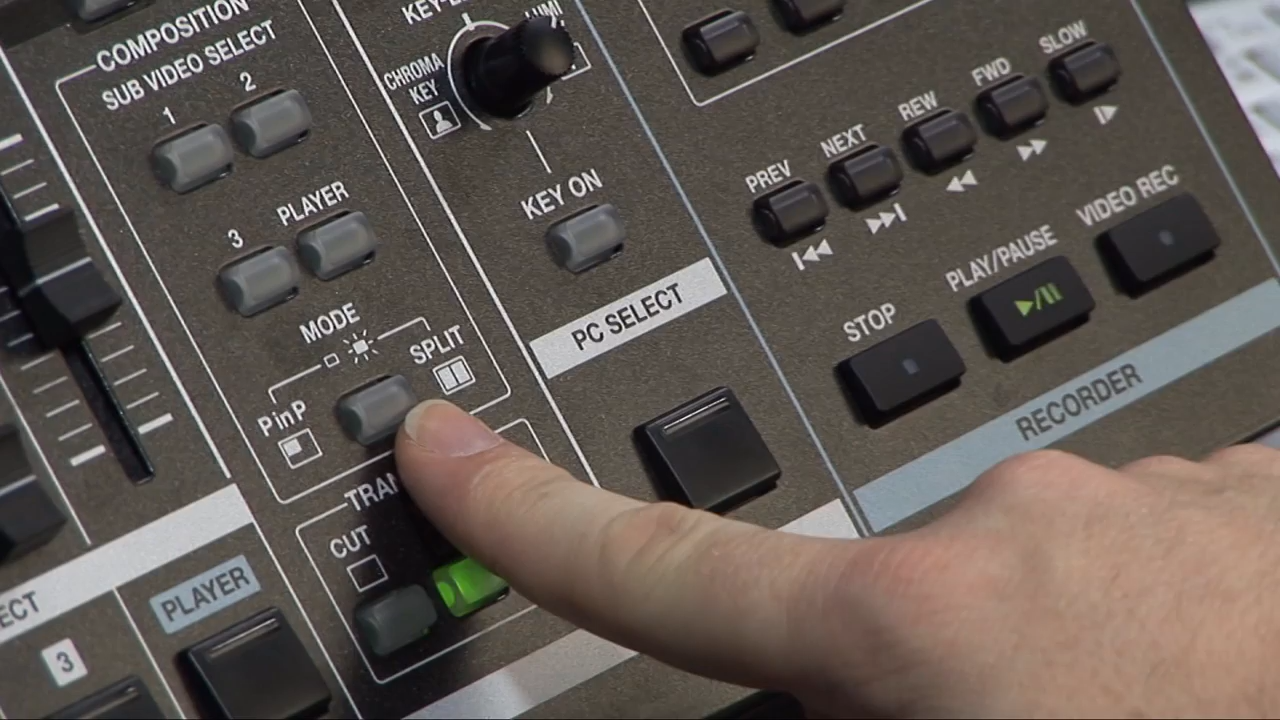 COMPOSITION
SUB VIDEO SELECT
1
2
3
PLAYER
MODE
PinP
SPLIT
CUT
CHROMA
KEY
KEY ON
PC SELECT
PREV
NEXT
REW
FWD
SLOW
STOP
PLAY/PAUSE
VIDEO REC
RECORDER
PLAYER
3